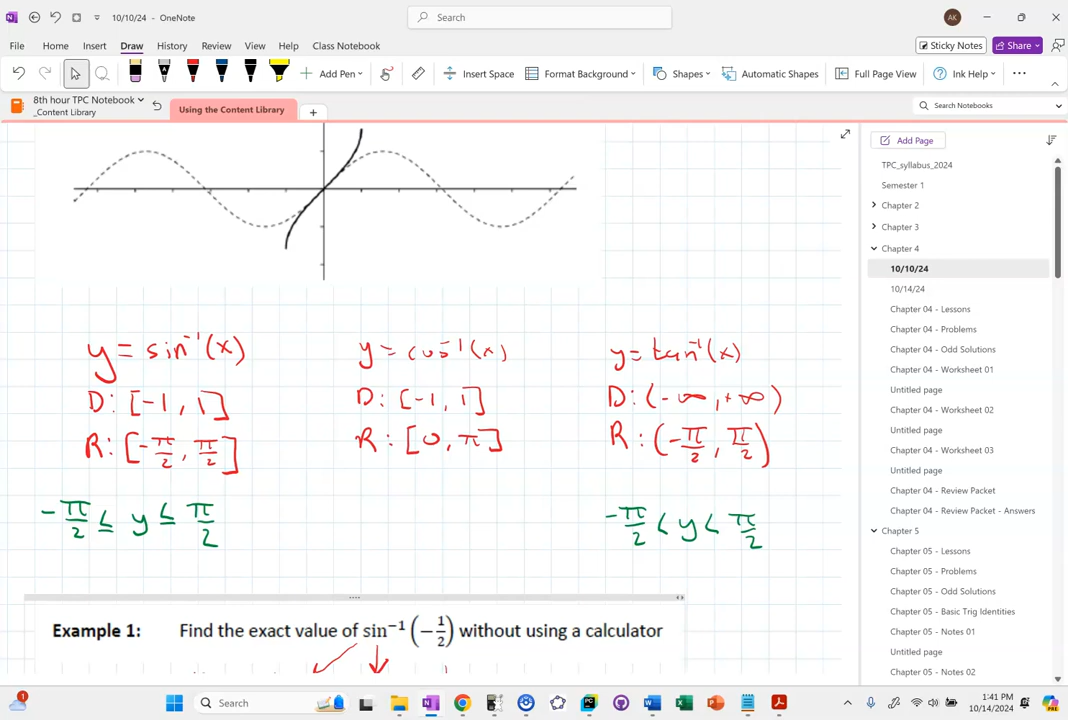 10/10/24 - OneNote
Search
AK
File Home Insert Draw History Review View Help Class Notebook
Sticky Notes Share
Add Pen Insert Space Format Background Shapes Automatic Shapes Full Page View Ink Help
8th hour TPC Notebook
_Content Library
Using the Content Library
Search Notebooks
Add Page
TPC_syllabus_2024
Semester 1
Chapter 2
Chapter 3
Chapter 4
10/10/24
10/14/24
Chapter 04 - Lessons
Chapter 04 - Problems
Chapter 04 - Odd Solutions
Chapter 04 - Worksheet 01
Untitled page
Chapter 04 - Worksheet 02
Untitled page
Chapter 04 - Worksheet 03
Untitled page
Chapter 04 - Review Packet
Chapter 04 - Review Packet - Answers
Chapter 5
Chapter 05 - Lessons
Chapter 05 - Problems
Chapter 05 - Odd Solutions
Chapter 05 - Basic Trig Identities
Chapter 05 - Notes 01
Untitled page
Chapter 05 - Notes 02
y = sin⁻¹(x) y = cos⁻¹(x) y = tan⁻¹(x)
D: [-1, 1] D: [-1, 1] D: (-∞, +∞)
R: [-π/2, π/2] R: [0, π] R: (-π/2, π/2)
-π/2 ≤ y ≤ π/2 -π/2 < y < π/2
Example 1: Find the exact value of sin⁻¹(-1/2) without using a calculator
1
Search
1:41 PM
10/14/2024